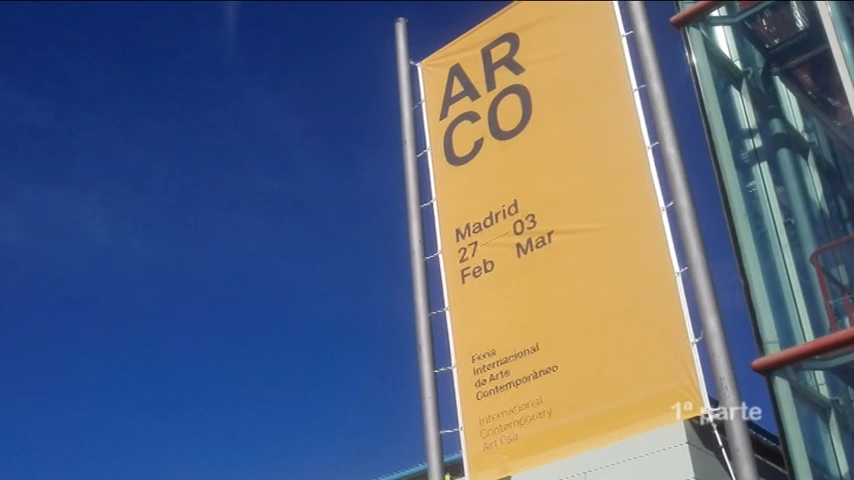 AR
CO
Madrid
27 — 03
Feb Mar
Feria
Internacional
de Arte
Contemporáneo
International
Contemporary
Art Fair
1ª parte